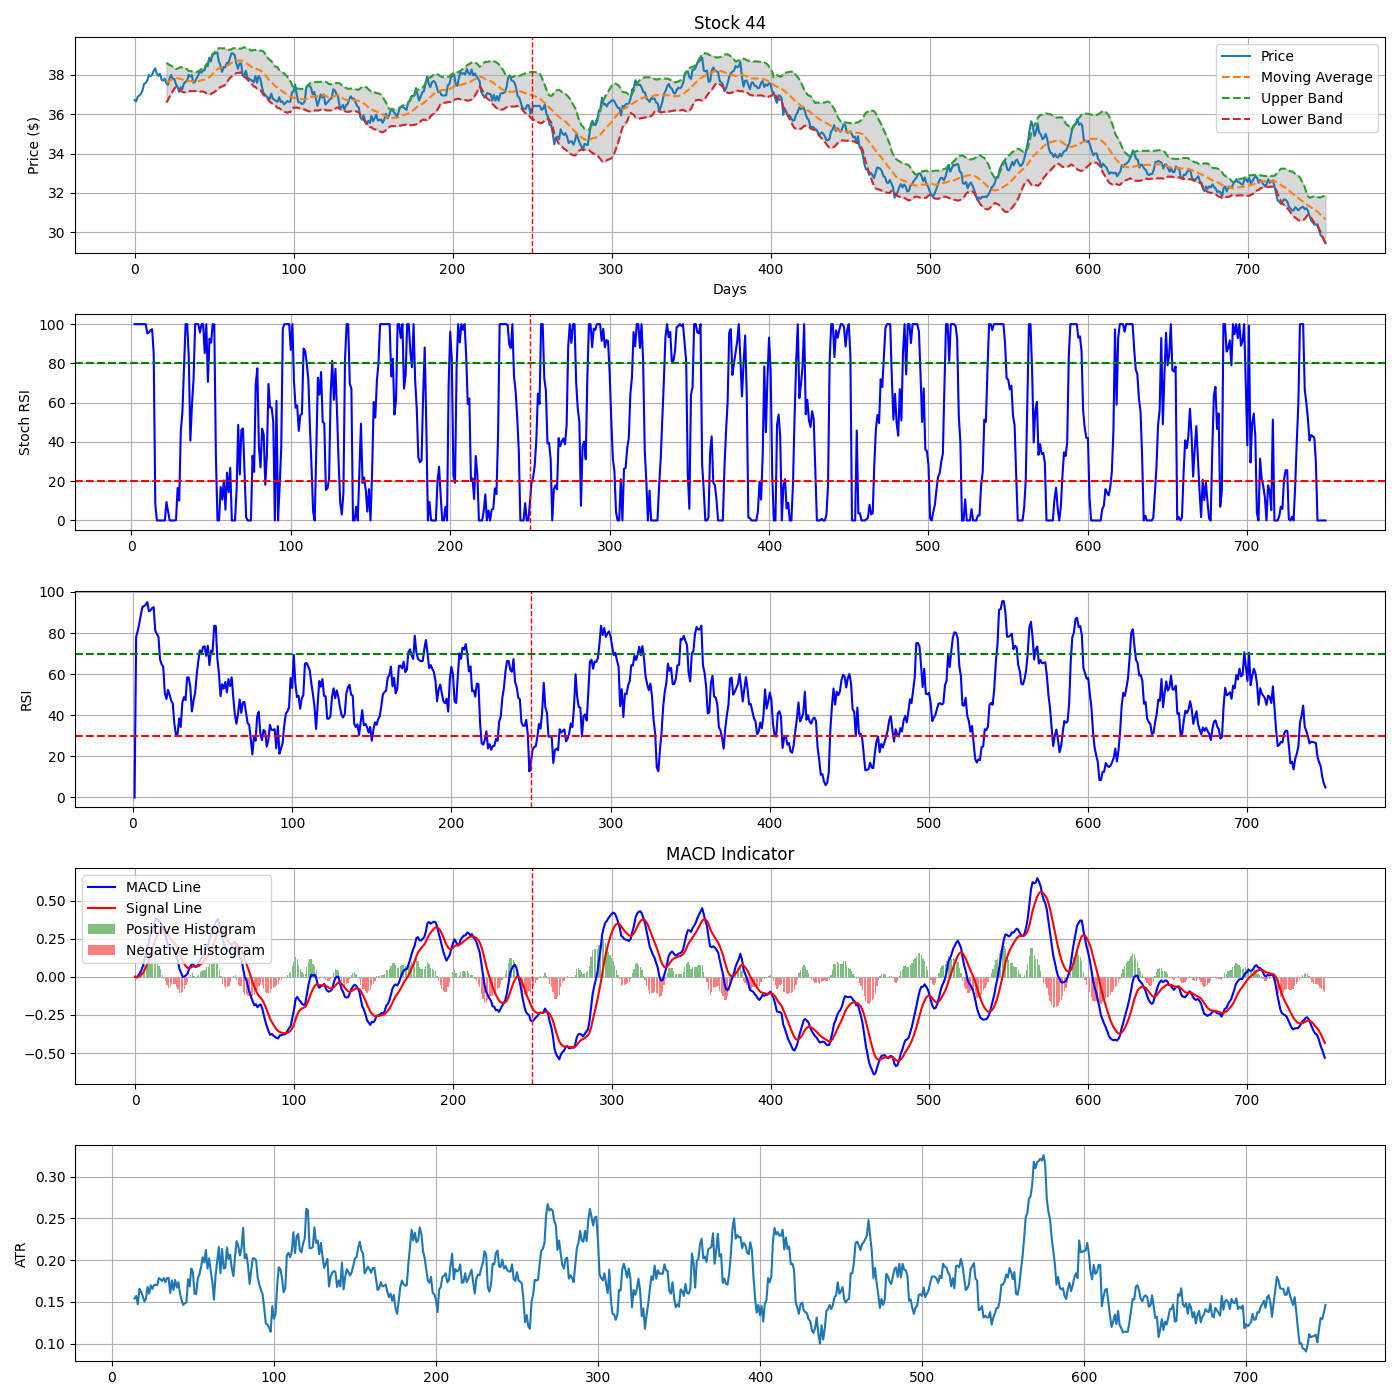 Stock 44
38
36
34
32
30
Price ($)
Price
Moving Average
Upper Band
Lower Band
0 100 200 300 400 500 600 700
Days
100
80
60
40
20
0
Stoch RSI
0 100 200 300 400 500 600 700
100
80
60
40
20
0
RSI
0 100 200 300 400 500 600 700
MACD Indicator
0.50
0.25
0.00
−0.25
−0.50
MACD Line
Signal Line
Positive Histogram
Negative Histogram
0 100 200 300 400 500 600 700
0.30
0.25
0.20
0.15
0.10
ATR
0 100 200 300 400 500 600 700